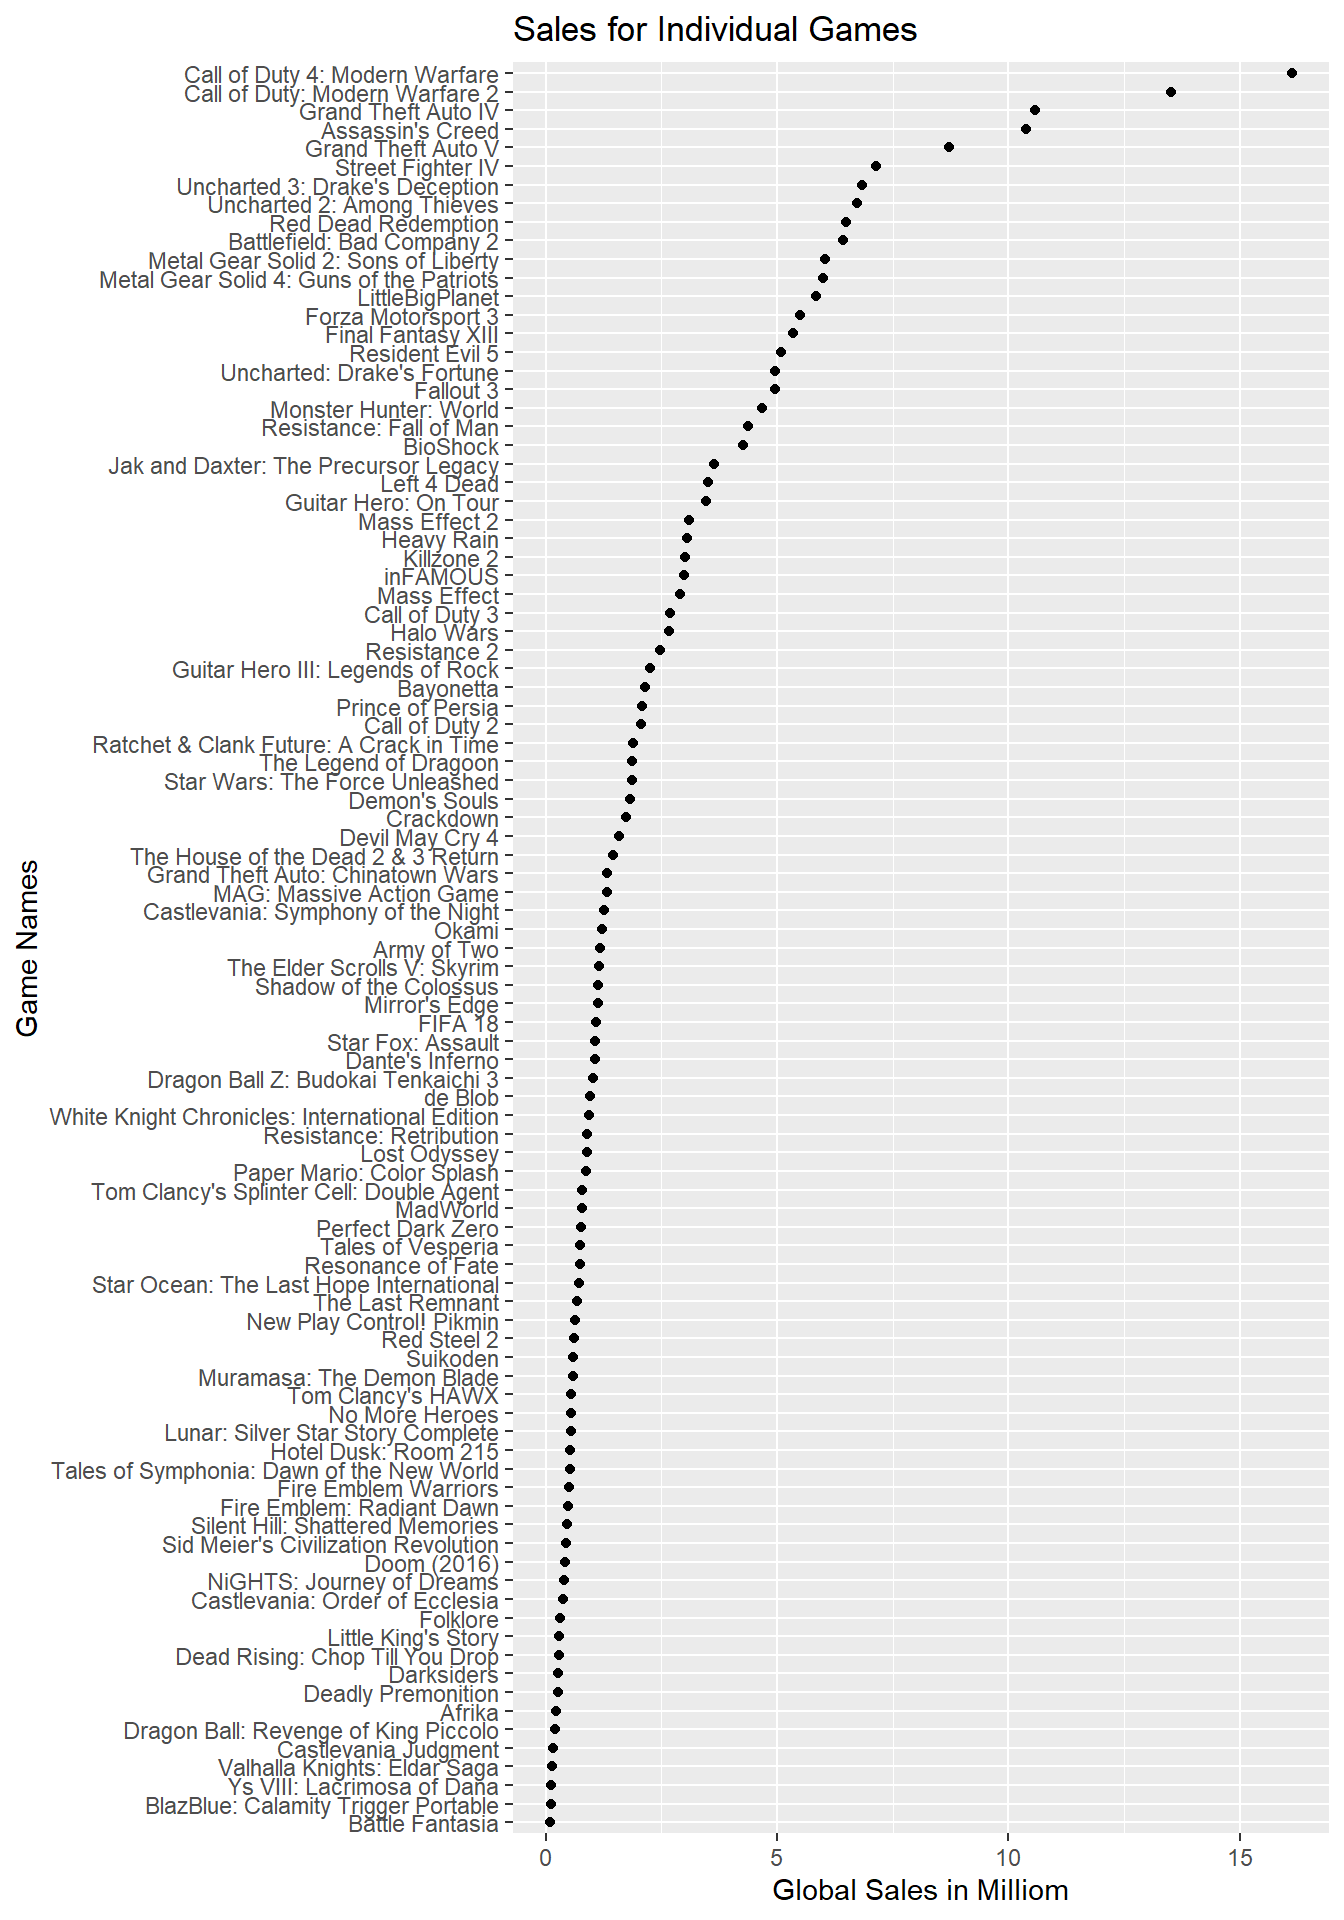 Sales for Individual Games
Call of Duty 4: Modern Warfare
Call of Duty: Modern Warfare 2
Grand Theft Auto IV
Assassin's Creed
Grand Theft Auto V
Street Fighter IV
Uncharted 3: Drake's Deception
Uncharted 2: Among Thieves
Red Dead Redemption
Battlefield: Bad Company 2
Metal Gear Solid 2: Sons of Liberty
Metal Gear Solid 4: Guns of the Patriots
LittleBigPlanet
Forza Motorsport 3
Final Fantasy XIII
Resident Evil 5
Uncharted: Drake's Fortune
Fallout 3
Monster Hunter: World
Resistance: Fall of Man
BioShock
Jak and Daxter: The Precursor Legacy
Left 4 Dead
Guitar Hero: On Tour
Mass Effect 2
Heavy Rain
Killzone 2
inFAMOUS
Mass Effect
Call of Duty 3
Halo Wars
Resistance 2
Guitar Hero III: Legends of Rock
Bayonetta
Prince of Persia
Call of Duty 2
Ratchet & Clank Future: A Crack in Time
The Legend of Dragoon
Star Wars: The Force Unleashed
Demon's Souls
Crackdown
Devil May Cry 4
The House of the Dead 2 & 3 Return
Grand Theft Auto: Chinatown Wars
MAG: Massive Action Game
Castlevania: Symphony of the Night
Okami
Army of Two
The Elder Scrolls V: Skyrim
Shadow of the Colossus
Mirror's Edge
FIFA 18
Star Fox: Assault
Dante's Inferno
Dragon Ball Z: Budokai Tenkaichi 3
de Blob
White Knight Chronicles: International Edition
Resistance: Retribution
Lost Odyssey
Paper Mario: Color Splash
Tom Clancy's Splinter Cell: Double Agent
MadWorld
Perfect Dark Zero
Tales of Vesperia
Resonance of Fate
Star Ocean: The Last Hope International
The Last Remnant
New Play Control! Pikmin
Red Steel 2
Suikoden
Muramasa: The Demon Blade
Tom Clancy's HAWX
No More Heroes
Lunar: Silver Star Story Complete
Hotel Dusk: Room 215
Tales of Symphonia: Dawn of the New World
Fire Emblem Warriors
Fire Emblem: Radiant Dawn
Silent Hill: Shattered Memories
Sid Meier's Civilization Revolution
Doom (2016)
NiGHTS: Journey of Dreams
Castlevania: Order of Ecclesia
Folklore
Little King's Story
Dead Rising: Chop Till You Drop
Darksiders
Deadly Premonition
Afrika
Dragon Ball: Revenge of King Piccolo
Castlevania Judgment
Valhalla Knights: Eldar Saga
Ys VIII: Lacrimosa of Dana
BlazBlue: Calamity Trigger Portable
Battle Fantasia
Game Names
0 5 10 15
Global Sales in Milliom